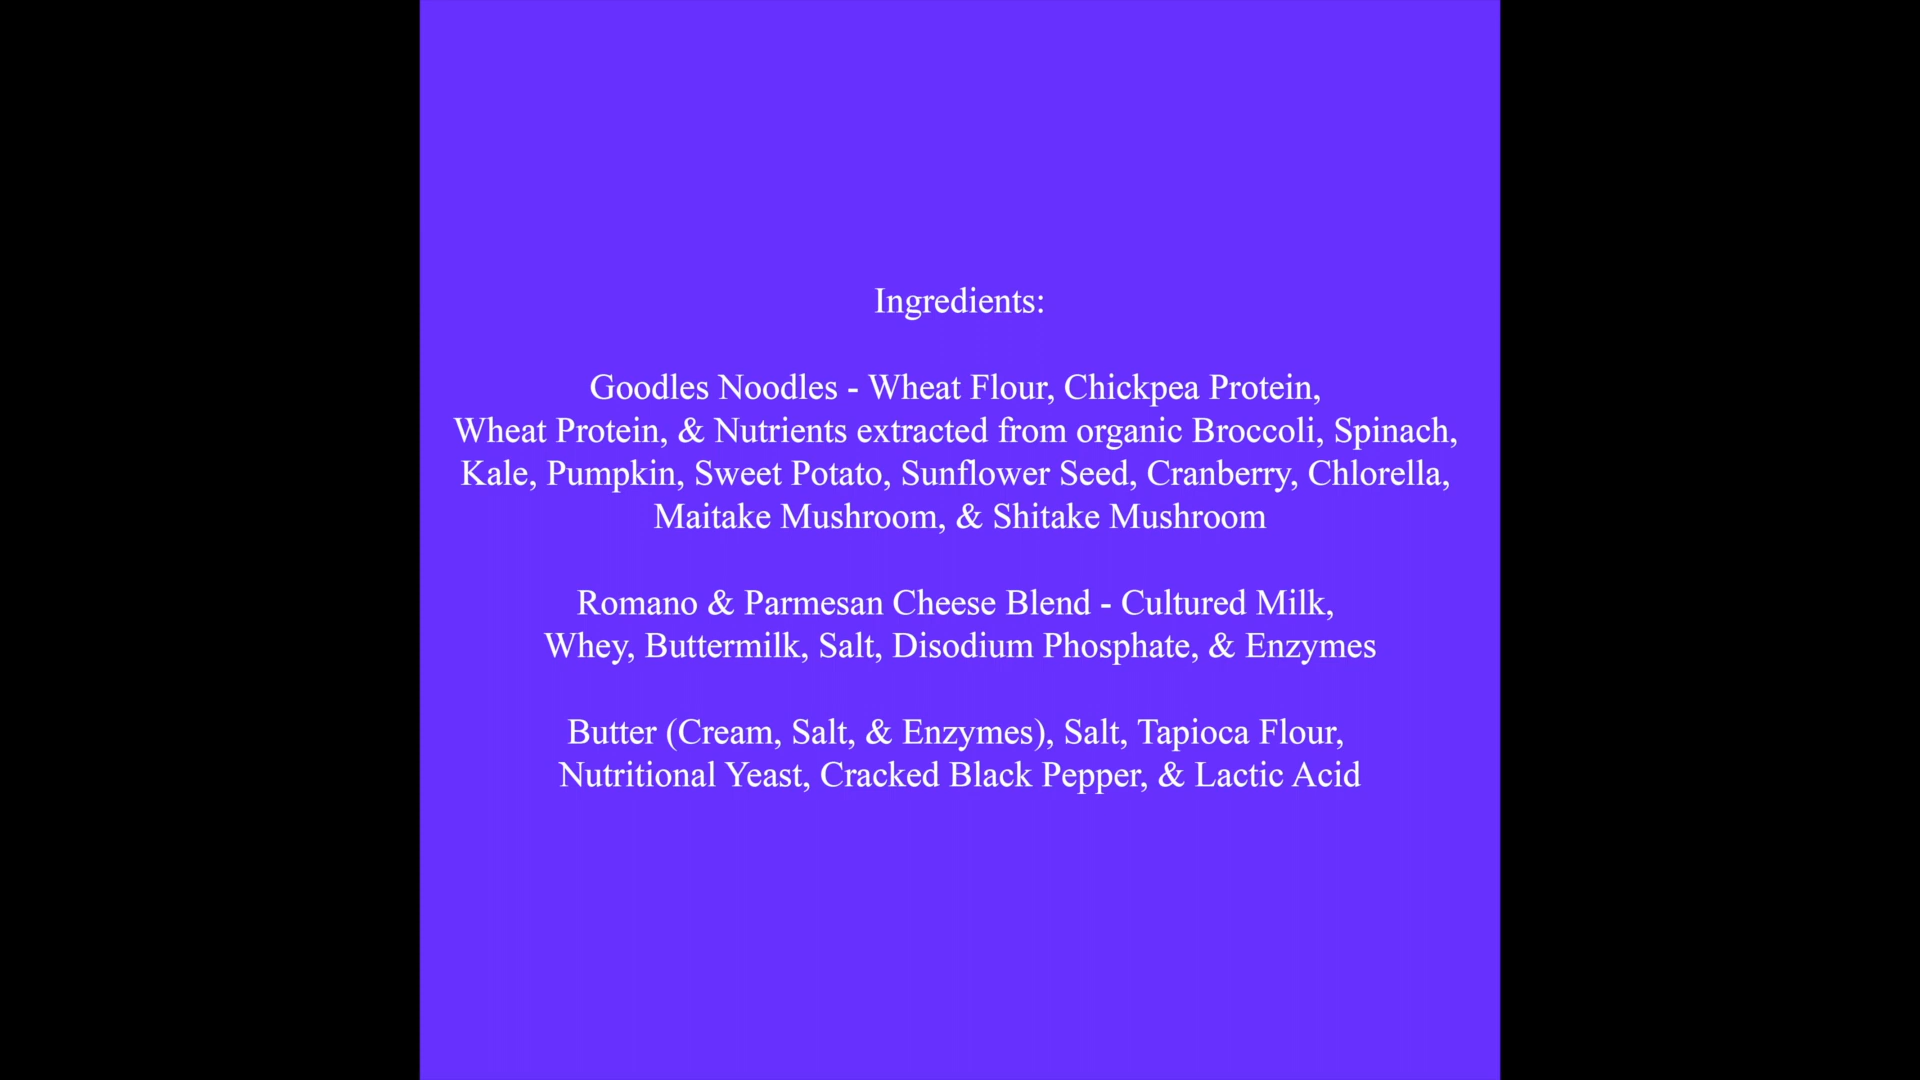 Ingredients:
Goodles Noodles - Wheat Flour, Chickpea Protein,
Wheat Protein, & Nutrients extracted from organic Broccoli, Spinach,
Kale, Pumpkin, Sweet Potato, Sunflower Seed, Cranberry, Chlorella,
Maitake Mushroom, & Shitake Mushroom
Romano & Parmesan Cheese Blend - Cultured Milk,
Whey, Buttermilk, Salt, Disodium Phosphate, & Enzymes
Butter (Cream, Salt, & Enzymes), Salt, Tapioca Flour,
Nutritional Yeast, Cracked Black Pepper, & Lactic Acid